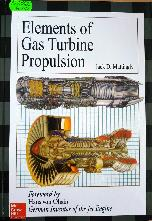 Elements of
Gas Turbine
Propulsion
Jack D. Mattingly
Foreword by
Hans von Ohain
German Inventor of the Jet Engine